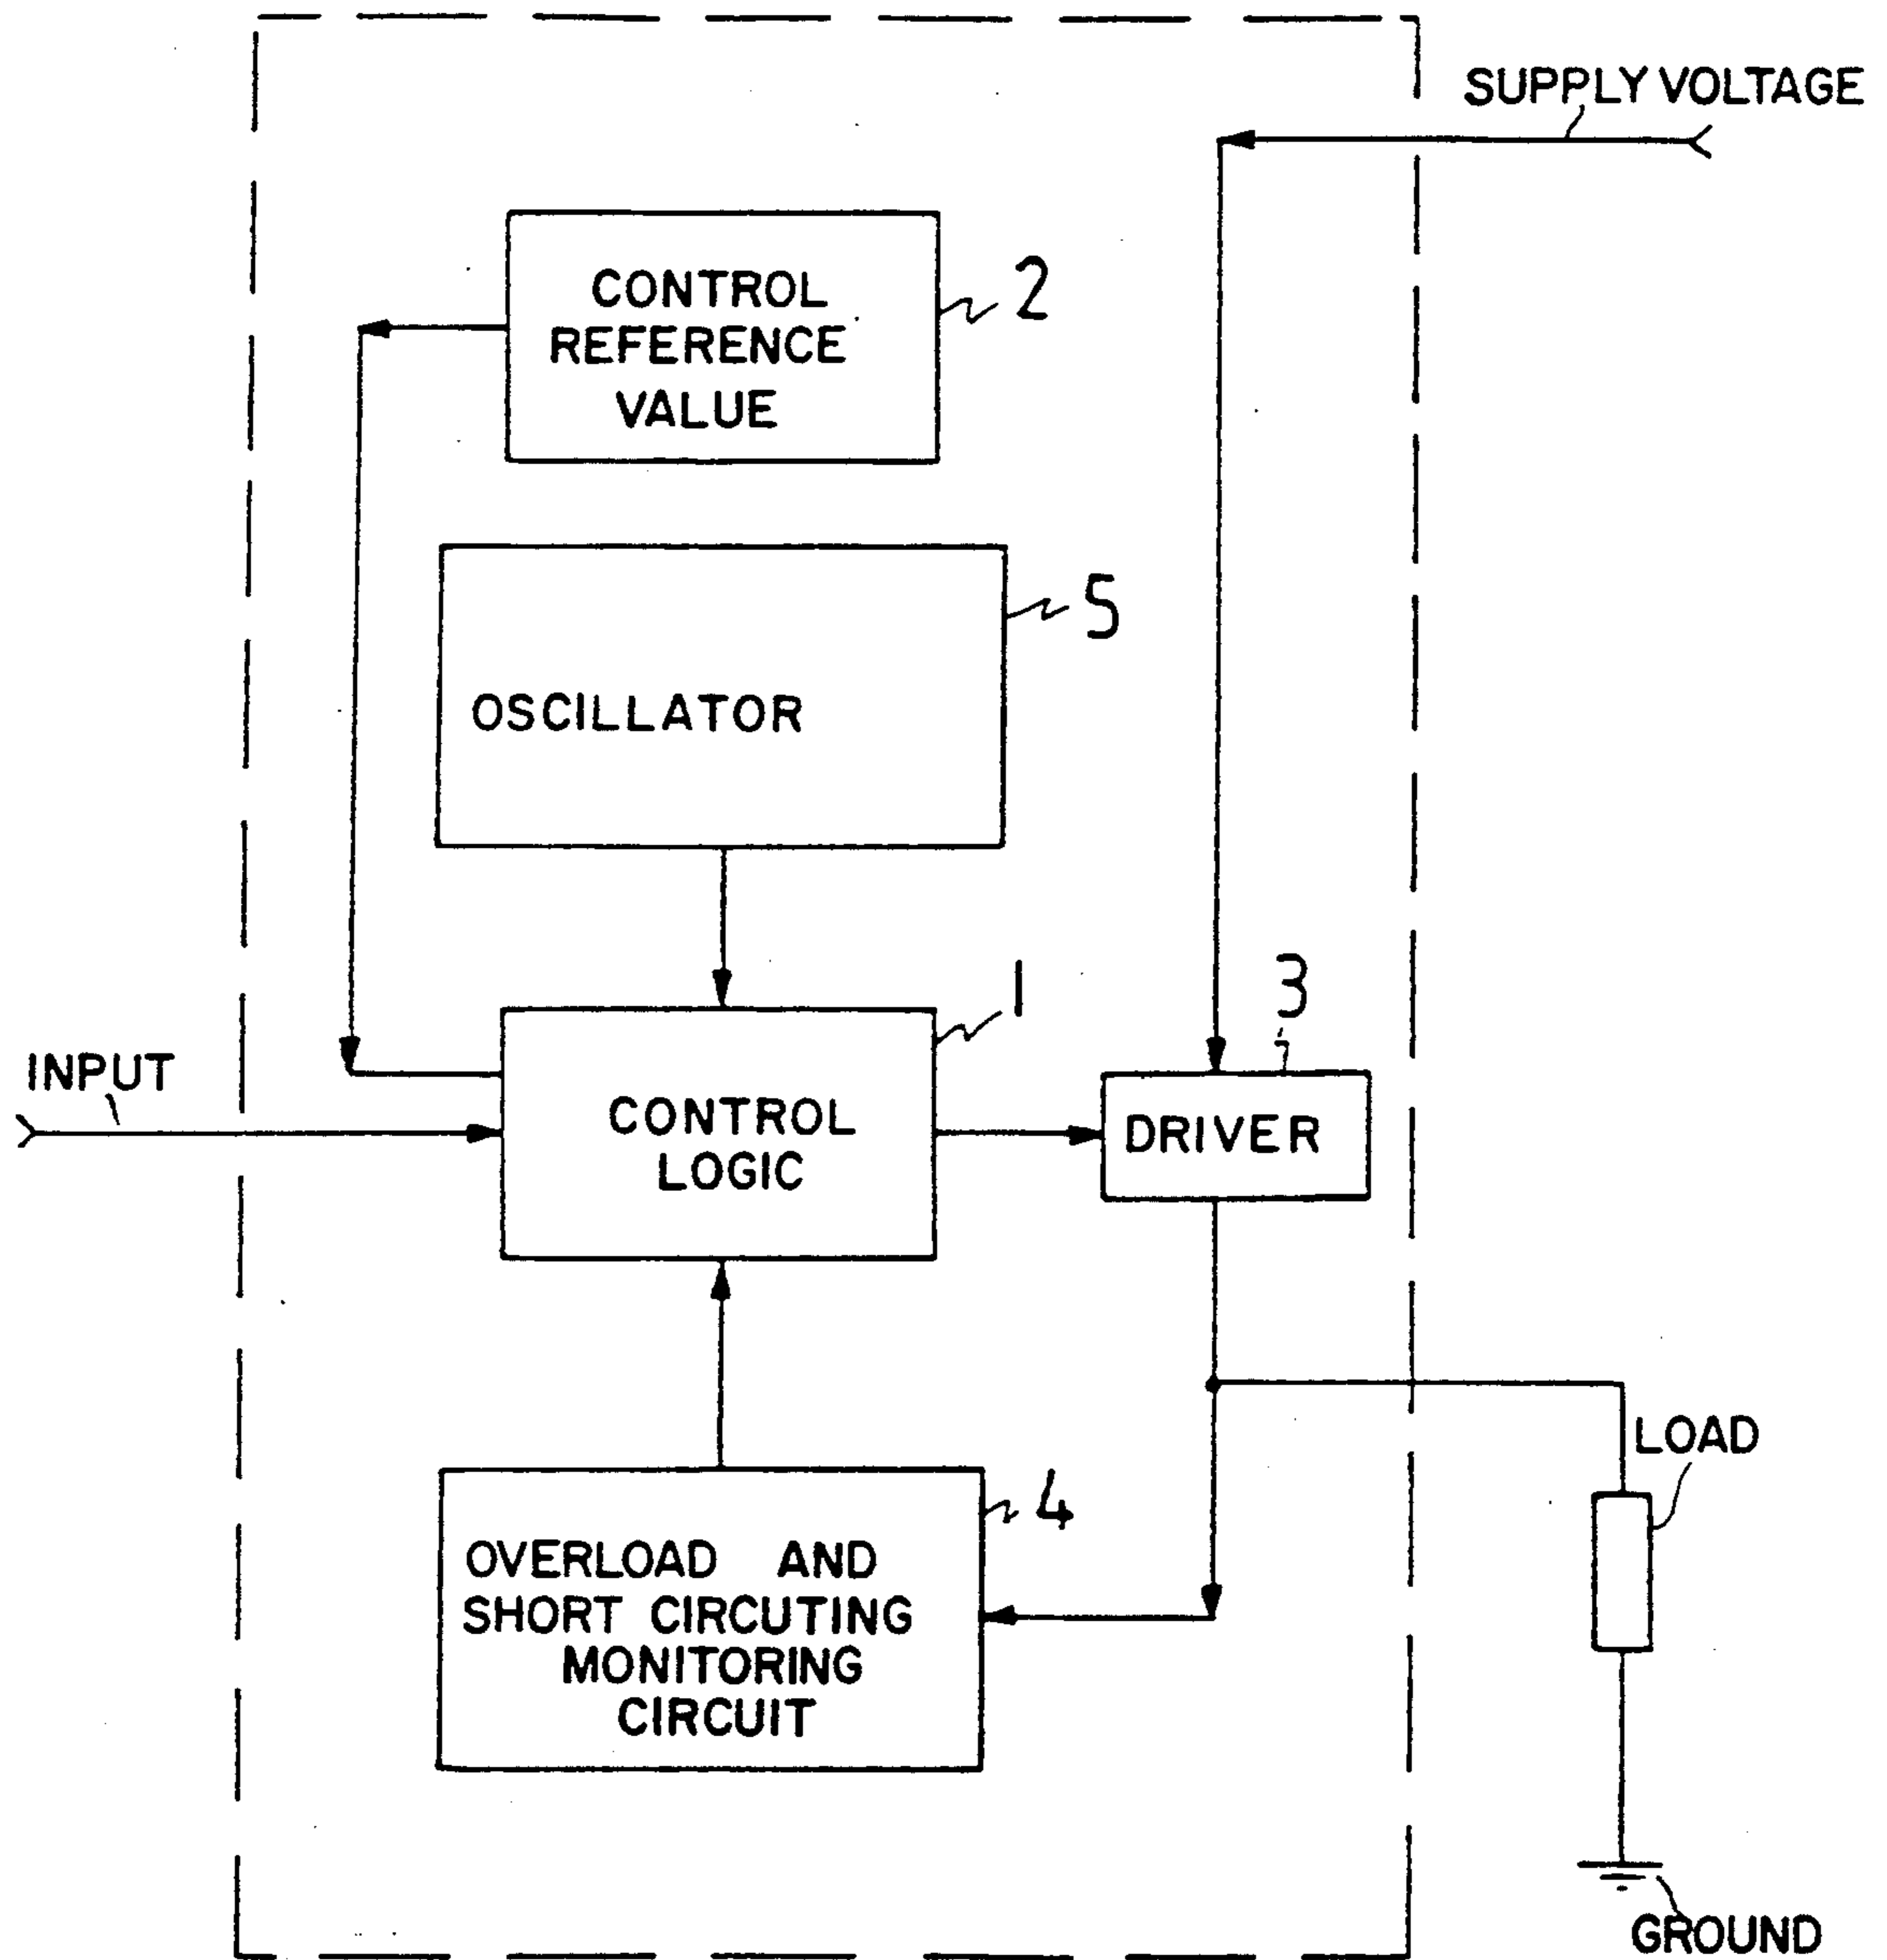 SUPPLY VOLTAGE
CONTROL
REFERENCE
VALUE
2
OSCILLATOR
5
INPUT
CONTROL
LOGIC
1
DRIVER
3
OVERLOAD AND
SHORT CIRCUTING
MONITORING
CIRCUIT
4
LOAD
GROUND